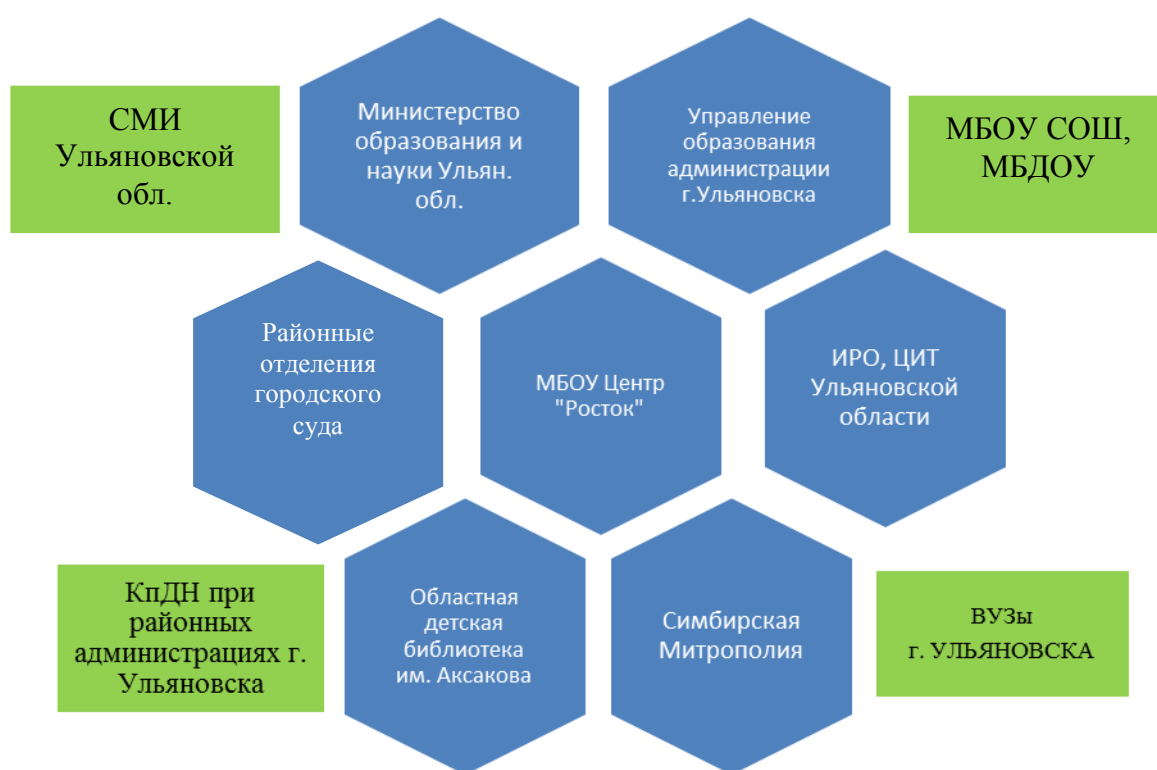 СМИ
Ульяновской
обл.
Министерство
образования и
науки Ульян.
обл.
Управление
образования
администрации
г.Ульяновска
МБОУ СОШ,
МБДОУ
Районные
отделения
городского
суда
МБОУ Центр
"Росток"
ИРО, ЦИТ
Ульяновской
области
КпДН при
районных
администрациях г.
Ульяновска
Областная
детская
библиотека
им. Аксакова
Симбирская
Митрополия
ВУЗы
г. УЛЬЯНОВСКА